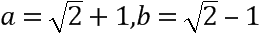 a = √2 + 1, b = √2 − 1